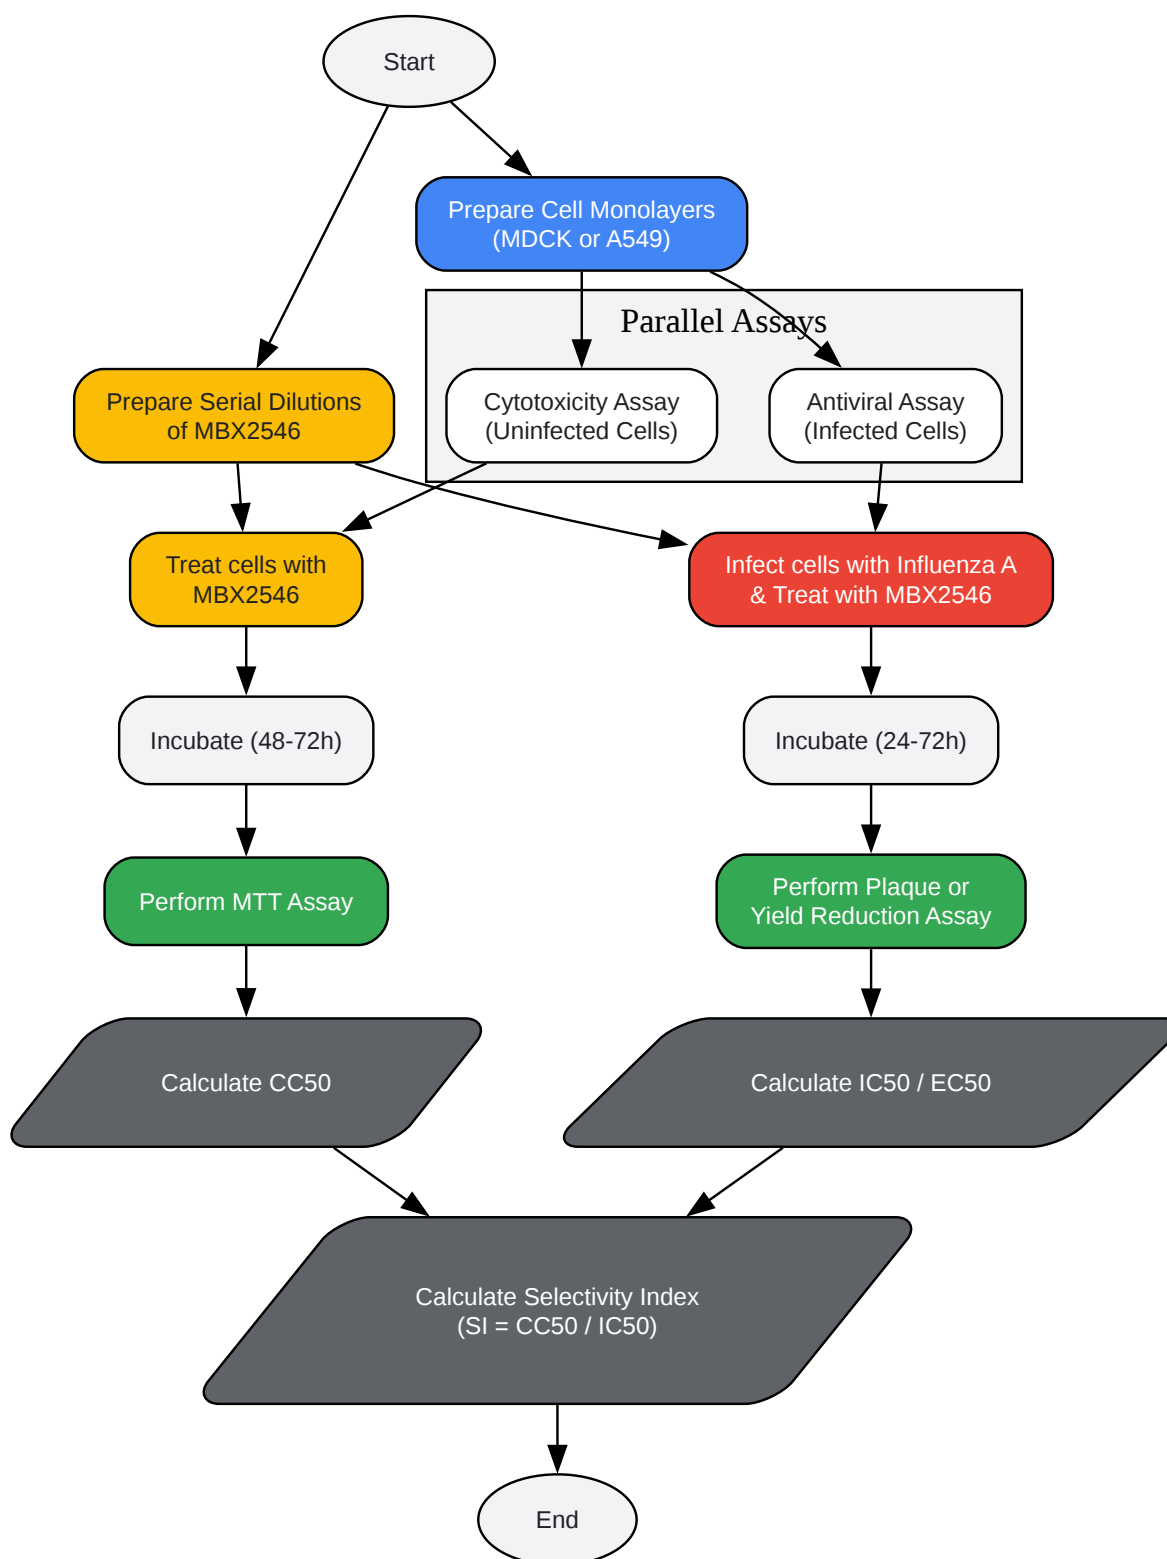 Start
Prepare Cell Monolayers
(MDCK or A549)
Parallel Assays
Prepare Serial Dilutions
of MBX2546
Cytotoxicity Assay
(Uninfected Cells)
Antiviral Assay
(Infected Cells)
Treat cells with
MBX2546
Infect cells with Influenza A
& Treat with MBX2546
Incubate (48-72h)
Incubate (24-72h)
Perform MTT Assay
Perform Plaque or
Yield Reduction Assay
Calculate CC50
Calculate IC50 / EC50
Calculate Selectivity Index
(SI = CC50 / IC50)
End